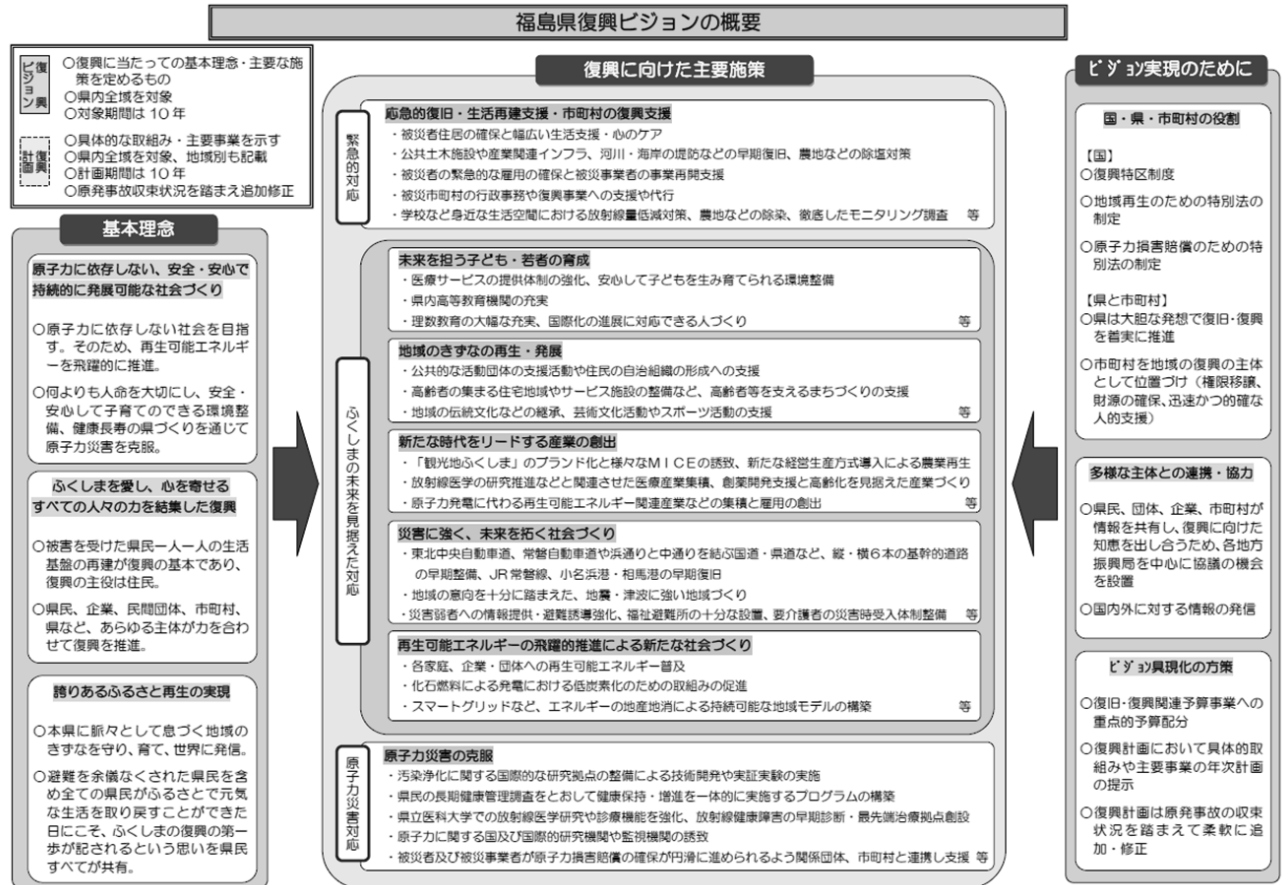 福島県復興ビジョンの概要
復興ビジョン
○復興に当たっての基本理念・主要な施
策を定めるもの
○県内全域を対象
○対象期間は10年
復興計画
○具体的な取組み・主要事業を示す
○県内全域を対象、地域別も記載
○計画期間は10年
○原発事故収束状況を踏まえ追加修正
基本理念
原子力に依存しない、安全・安心で
持続的に発展可能な社会づくり
○原子力に依存しない社会を目指
す。そのため、再生可能エネルギ
ーを飛躍的に推進。
○何よりも人命を大切にし、安全・
安心して子育てのできる環境整
備、健康長寿の県づくりを通じて
原子力災害を克服。
ふくしまを愛し、心を寄せる
すべての人々の力を結集した復興
○被害を受けた県民一人一人の生活
基盤の再建が復興の基本であり、
復興の主役は住民。
○県民、企業、民間団体、市町村、
県など、あらゆる主体が力を合わ
せて復興を推進。
誇りあるふるさと再生の実現
○本県に脈々として息づく地域の
きずなを守り、育て、世界に発信。
○避難を余儀なくされた県民を含
め全ての県民がふるさとで元気
な生活を取り戻すことができた
日にこそ、ふくしまの復興の第一
歩が記されるという思いを県民
すべてが共有。
復興に向けた主要施策
緊急的対応
応急的復旧・生活再建支援・市町村の復興支援
・被災者住居の確保と幅広い生活支援・心のケア
・公共土木施設や産業関連インフラ、河川・海岸の堤防などの早期復旧、農地などの除塩対策
・被災者の緊急的な雇用の確保と被災事業者の事業再開支援
・被災市町村の行政事務や復興事業への支援や代行
・学校など身近な生活空間における放射線量低減対策、農地などの除染、徹底したモニタリング調査 等
ふくしまの未来を見据えた対応
未来を担う子ども・若者の育成
・医療サービスの提供体制の強化、安心して子どもを生み育てられる環境整備
・県内高等教育機関の充実
・理数教育の大幅な充実、国際化の進展に対応できる人づくり 等
地域のきずなの再生・発展
・公共的な活動団体の支援活動や住民の自治組織の形成への支援
・高齢者の集まる住宅地域やサービス施設の整備など、高齢者等を支えるまちづくりの支援
・地域の伝統文化などの継承、芸術文化活動やスポーツ活動の支援 等
新たな時代をリードする産業の創出
・「観光地ふくしま」のブランド化と様々なMICEの誘致、新たな経営生産方式導入による農業再生
・放射線医学の研究推進などと関連させた医療産業集積、創薬開発支援と高齢化を見据えた産業づくり
・原子力発電に代わる再生可能エネルギー関連産業などの集積と雇用の創出 等
災害に強く、未来を拓く社会づくり
・東北中央自動車道、常磐自動車道や浜通りと中通りを結ぶ国道・県道など、縦・横6本の基幹的道路
の早期整備、JR常磐線、小名浜港・相馬港の早期復旧
・地域の意向を十分に踏まえた、地震・津波に強い地域づくり
・災害弱者への情報提供・避難誘導強化、福祉避難所の十分な設置、要介護者の災害時受入体制整備 等
再生可能エネルギーの飛躍的推進による新たな社会づくり
・各家庭、企業・団体への再生可能エネルギー普及
・化石燃料による発電における低炭素化のための取組みの促進
・スマートグリッドなど、エネルギーの地産地消による持続可能な地域モデルの構築 等
原子力災害対応
原子力災害の克服
・汚染浄化に関する国際的な研究拠点の整備による技術開発や実証実験の実施
・県民の長期健康管理調査をとおして健康保持・増進を一体的に実施するプログラムの構築
・県立医科大学での放射線医学研究や診療機能を強化、放射線健康障害の早期診断・最先端治療拠点創設
・原子力に関する国及び国際的研究機関や監視機関の誘致
・被災者及び被災事業者が原子力損害賠償の確保が円滑に進められるよう関係団体、市町村と連携し支援 等
ビジョン実現のために
国・県・市町村の役割
【国】
○復興特区制度
○地域再生のための特別法の
制定
○原子力損害賠償のための特
別法の制定
【県と市町村】
○県は大胆な発想で復旧・復興
を着実に推進
○市町村を地域の復興の主体
として位置づけ（権限移譲、
財源の確保、迅速かつ的確な
人的支援）
多様な主体との連携・協力
○県民、団体、企業、市町村が
情報を共有し、復興に向けた
知恵を出し合うため、各地方
振興局を中心に協議の機会
を設置
○国内外に対する情報の発信
ビジョン具現化の方策
○復旧・復興関連予算事業への
重点的予算配分
○復興計画において具体的取
組みや主要事業の年次計画
の提示
○復興計画は原発事故の収束
状況を踏まえて柔軟に追
加・修正